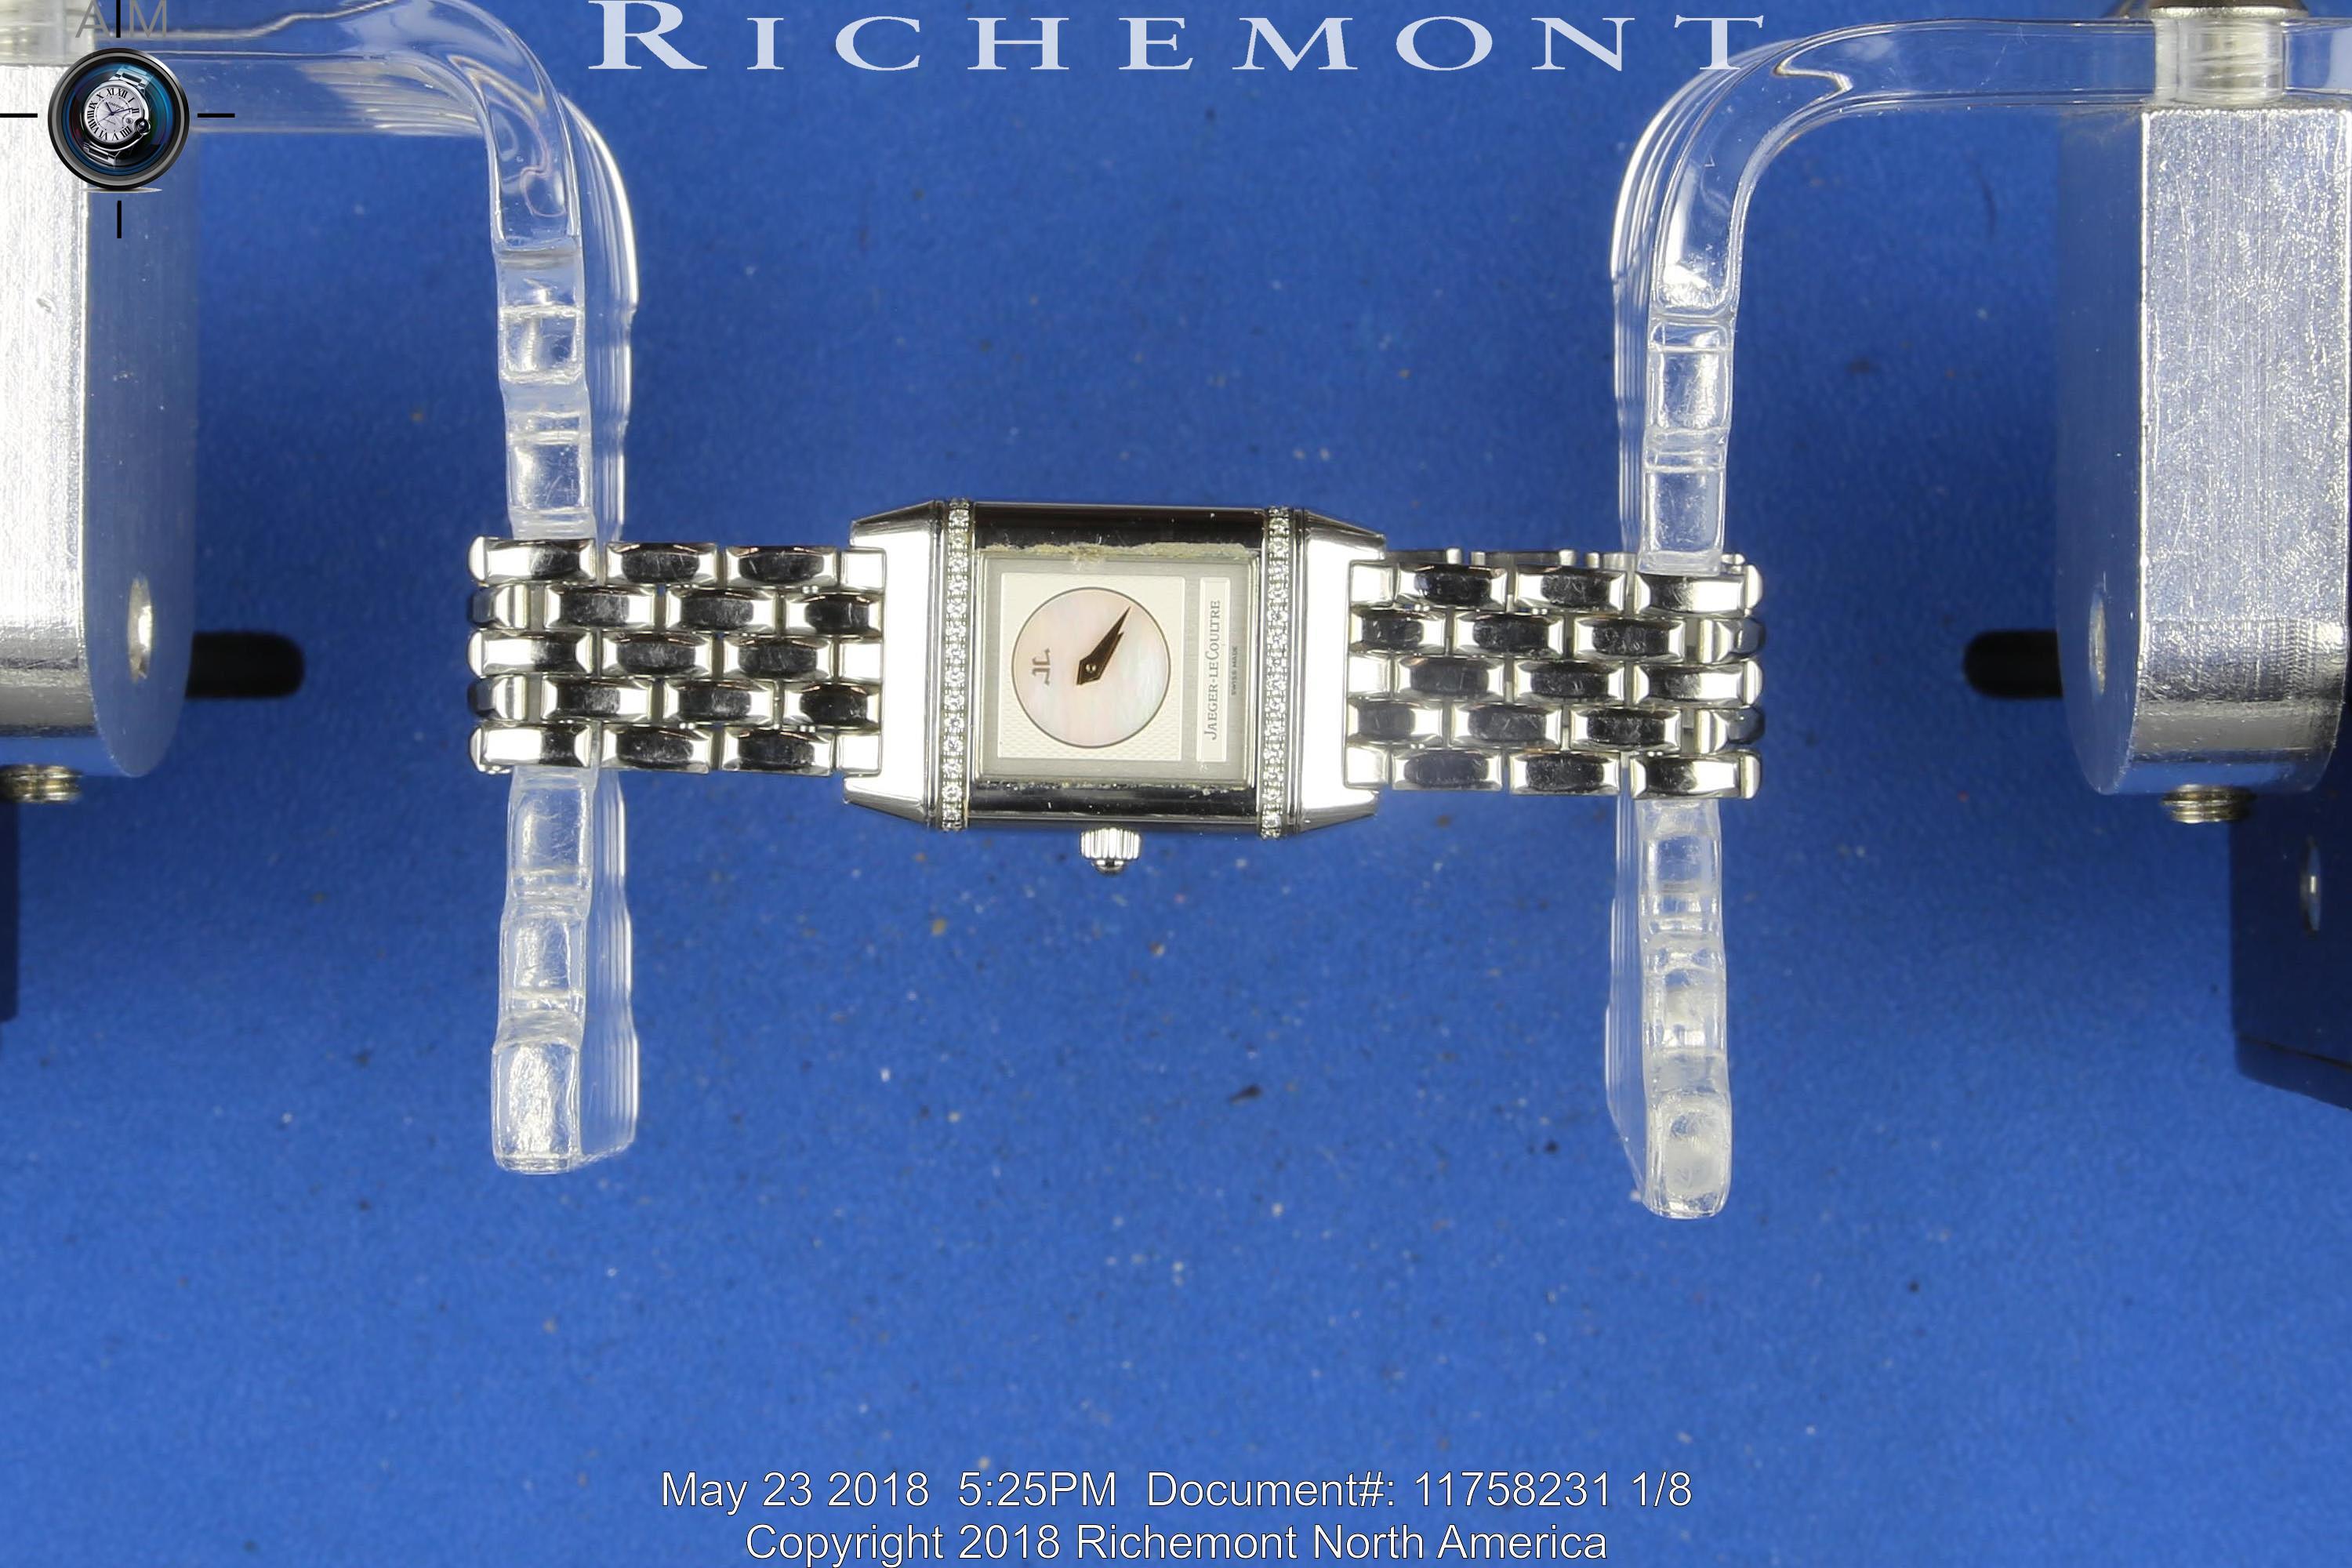 A|M
RICHEMONT
JL
JAEGER-LECOULTRE
SWISS MADE
May 23 2018 5:25PM Document#: 11758231 1/8
Copyright 2018 Richemont North America